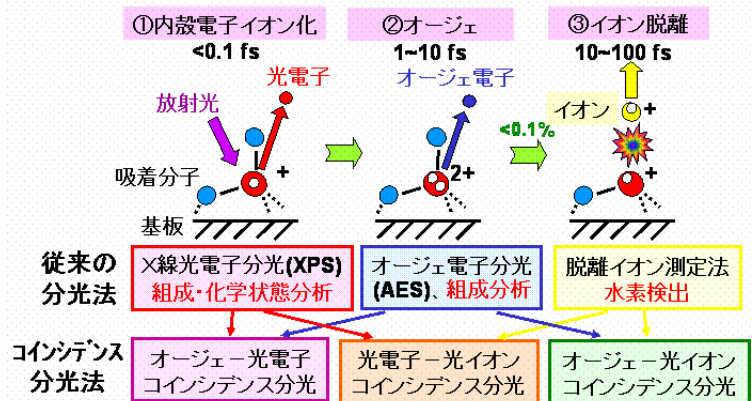 ①内殻電子イオン化
<0.1 fs
②オージェ
1~10 fs
③イオン脱離
10~100 fs
光電子
放射光
+
吸着分子
基板
オージェ電子
2+
<0.1%
イオン
+
+
従来の
分光法
X線光電子分光(XPS)
組成・化学状態分析
オージェ電子分光
(AES)、組成分析
脱離イオン測定法
水素検出
コインシデンス
分光法
オージェー光電子
コインシデンス分光
光電子ー光イオン
コインシデンス分光
オージェー光イオン
コインシデンス分光